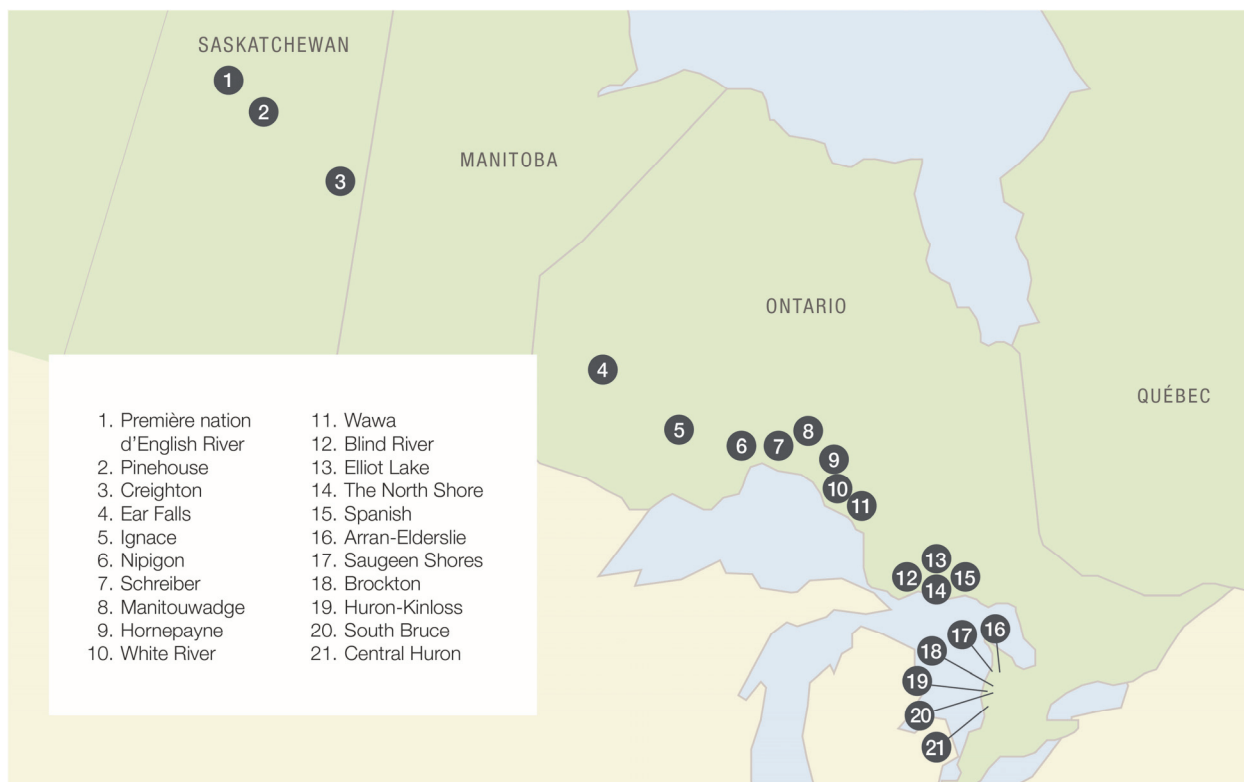 SASKATCHEWAN
1
2
3
MANITOBA
ONTARIO
QUÉBEC
4
5
6
7
8
9
10
11
12
13
14
15
16
17
18
19
20
21
1. Première nation
d’English River
2. Pinehouse
3. Creighton
4. Ear Falls
5. Ignace
6. Nipigon
7. Schreiber
8. Manitouwadge
9. Hornepayne
10. White River
11. Wawa
12. Blind River
13. Elliot Lake
14. The North Shore
15. Spanish
16. Arran-Elderslie
17. Saugeen Shores
18. Brockton
19. Huron-Kinloss
20. South Bruce
21. Central Huron